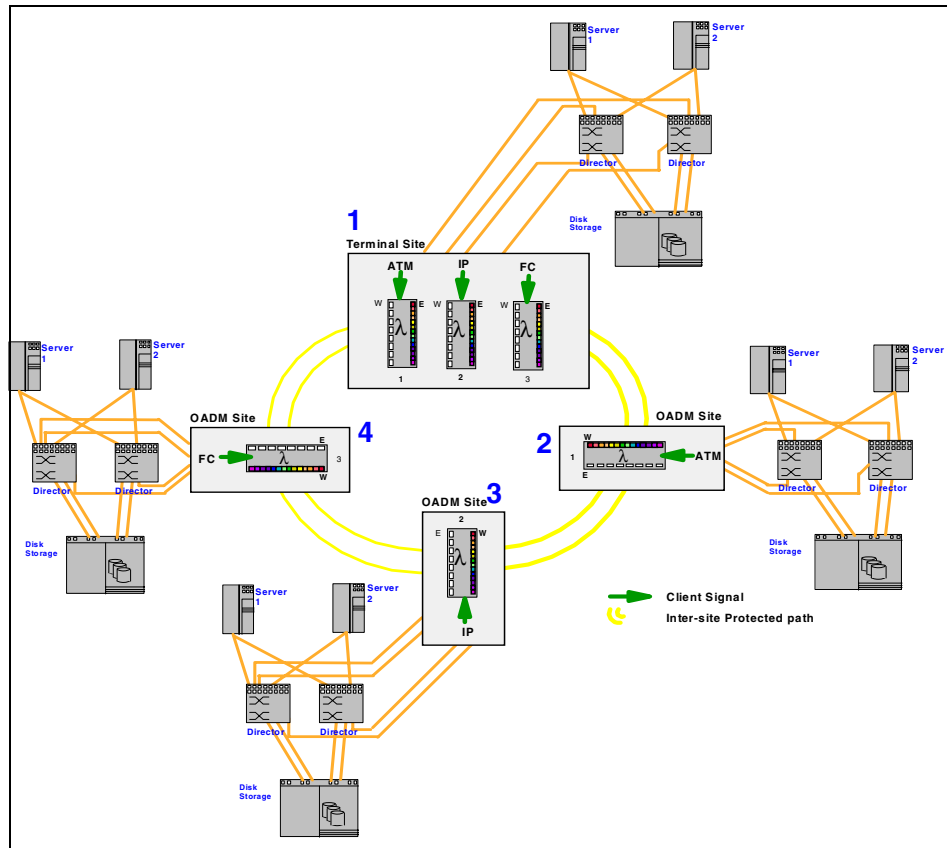 Server
1
Server
2
Director
Director
Disk
Storage
1
Terminal Site
ATM
IP
FC
W
E
W
E
W
E
λ
λ
λ
1
2
3
Server
1
Server
2
Director
Director
Disk
Storage
OADM Site
4
E
FC
λ
3
W
2
OADM Site
W
1
λ
ATM
E
Server
1
Server
2
Director
Director
Disk
Storage
OADM Site
3
2
E
W
λ
IP
Client Signal
Inter-site Protected path
Server
1
Server
2
Director
Director
Disk
Storage